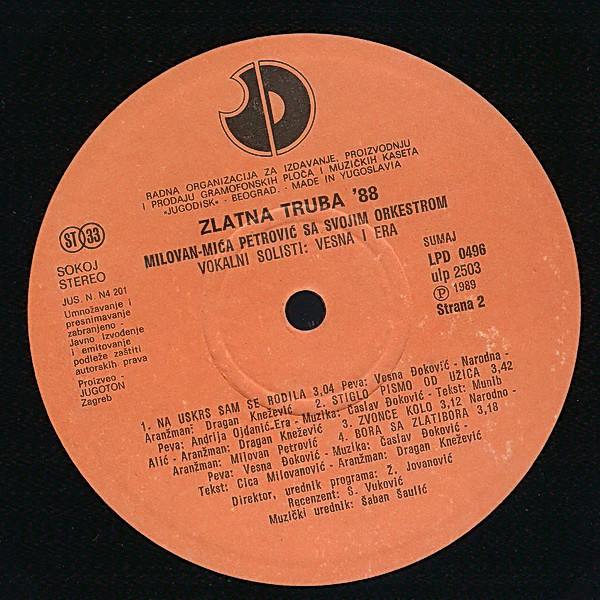 RADNA ORGANIZACIJA ZA IZDAVANJE, PROIZVODNJU
I PRODAJU GRAMOFONSKIH PLOČA I MUZIČKIH KASETA
"JUGODISK" - BEOGRAD. - MADE IN YUGOSLAVIA
ZLATNA TRUBA '88
MILOVAN-MIĆA PETROVIĆ SA SVOJIM ORKESTROM
VOKALNI SOLISTI: VESNA I ERA
ST 33
SOKOJ
STEREO
JUS. N. N4 201
Umnožavanje i
presnimavanje
zabranjeno -
Javno izvođenje
i emitovanje
podleže zaštiti
autorskih prava
Proizveo -
JUGOTON
Zagreb
SUMAJ
LPD 0496
ulp 2503
Ⓟ 1989
Strana 2
1. NA USKRS SAM SE RODILA 3,04 Peva: Vesna Đoković - Narodna -
Aranžman: Dragan Knežević 2. STIGLO PISMO OD UŽICA 3,42
Peva: Andrija Ojdanić-Era - Muzika: Časlav Đoković - Tekst: Munib
Alić - Aranžman: Dragan Knežević 3. ZVONCE KOLO 3,12 Narodno -
Aranžman: Milovan Petrović 4. BORA SA ZLATIBORA 3,18
Peva: Vesna Đoković - Muzika: Časlav Đoković -
Tekst: Cica Milovanović - Aranžman: Dragan Knežević
Direktor, urednik programa: Ž. Jovanović
Recenzent: S. Vuković
Muzički urednik: Šaban Šaulić